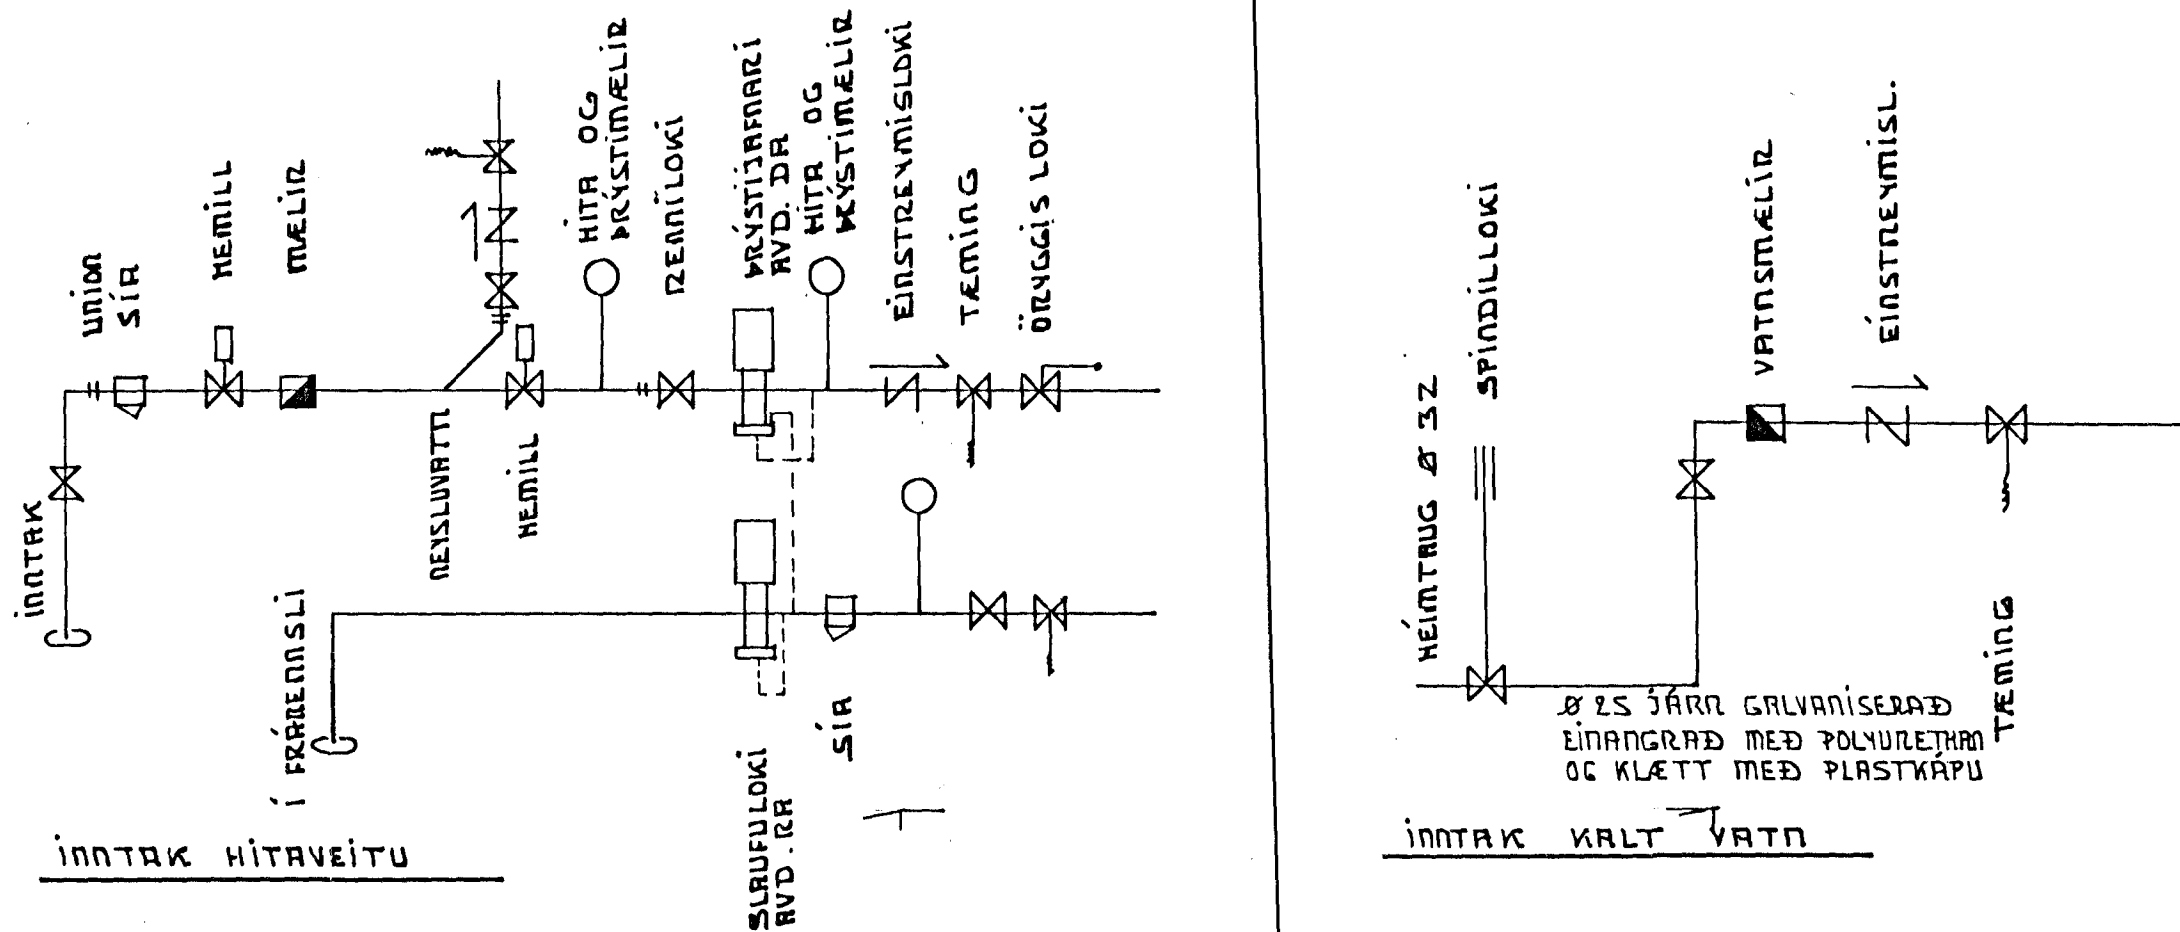 INNTAK
UNION
SÍA
HEMILL
MÆLIR
NEYSLUVATN
HEMILL
HITA OG
ÞRÝSTIMÆLIR
RENNILOKI
ÞRÝSTIJAFNARI
AVD. DA
HITA OG
ÞRÝSTIMÆLIR
EINSTREYMISLOKI
TÆMING
ÖRYGGIS LOKI
Í FRÁRENNSLI
SLAUFULOKI
AVD. RA
SÍA
INNTAK HITAVEITU
HEIMTAUG Ø 32
SPINDILLOKI
VATNSMÆLIR
EINSTREYMISL.
TÆMING
Ø 25 JÁRN GALVANISERAÐ
EINANGRAÐ MEÐ POLYURETHAN
OG KLÆTT MEÐ PLASTKÁPU
INNTAK KALT VATN